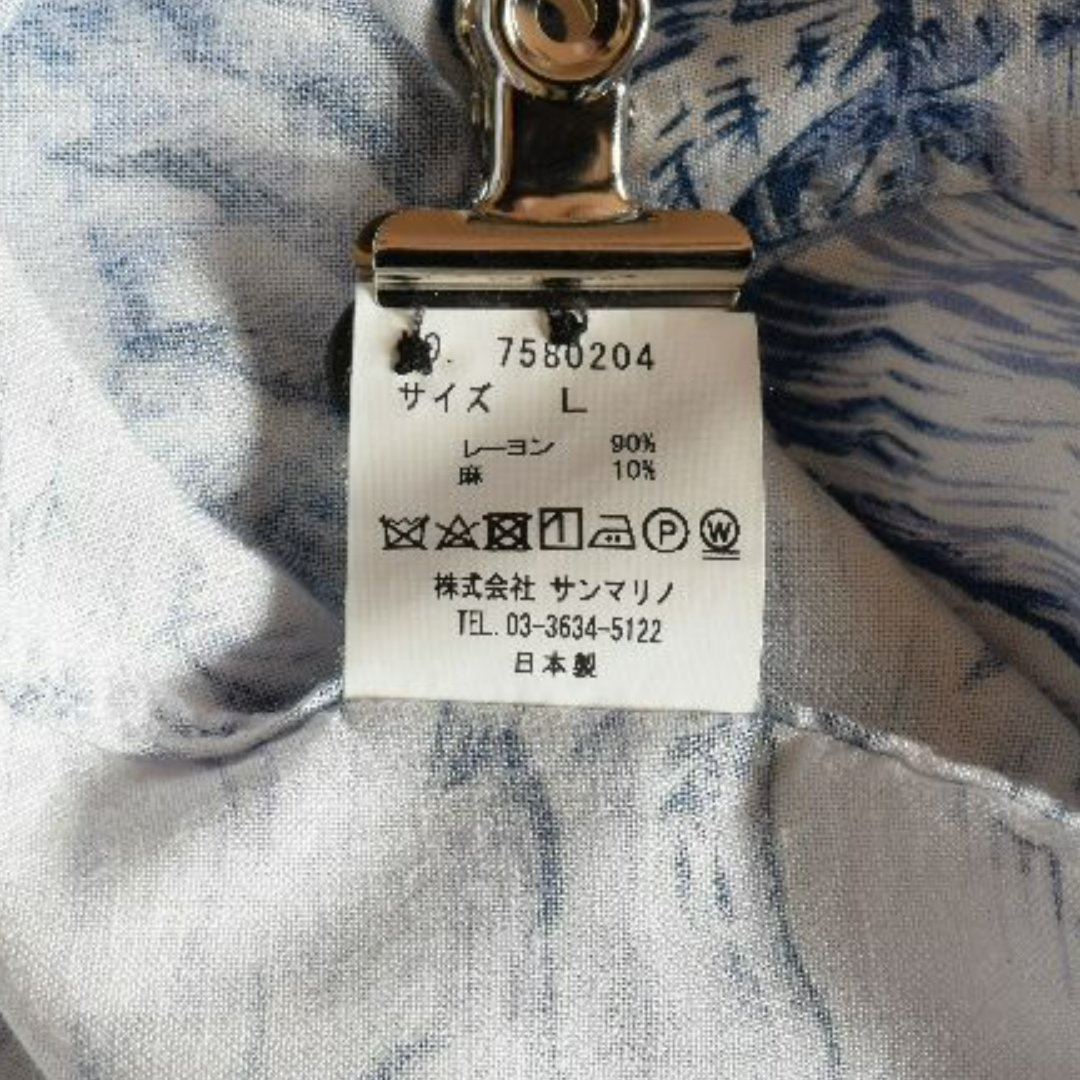 No. 7580204
サイズ L
レーヨン 90%
麻 10%
P W
株式会社 サンマリノ
TEL. 03-3634-5122
日本製